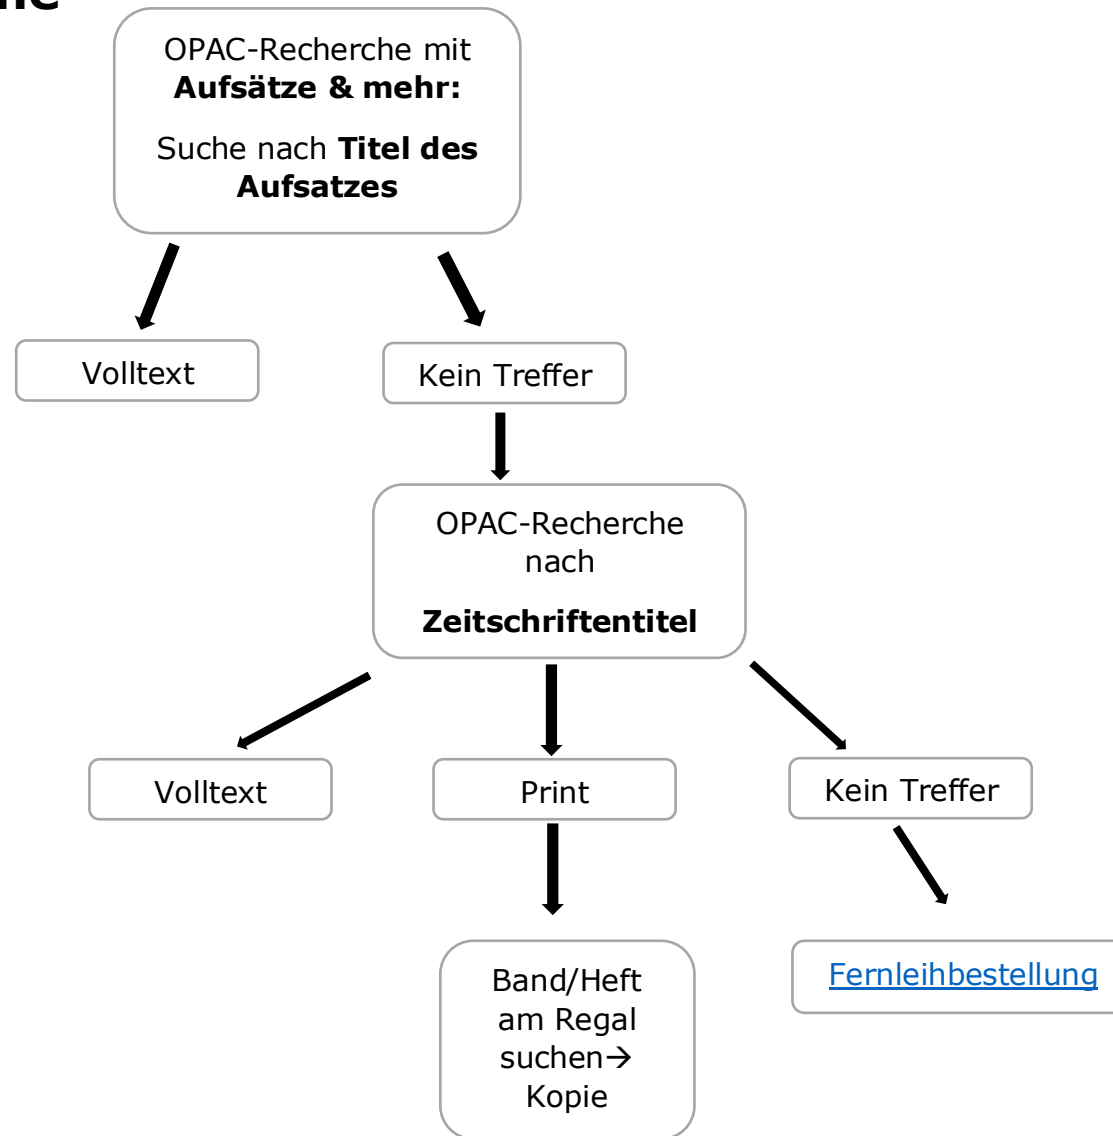 OPAC-Recherche mit
Aufsätze & mehr:
Suche nach Titel des
Aufsatzes
Volltext
Kein Treffer
OPAC-Recherche
nach
Zeitschriftentitel
Volltext
Print
Kein Treffer
Band/Heft
am Regal
suchen→
Kopie
Fernleihbestellung